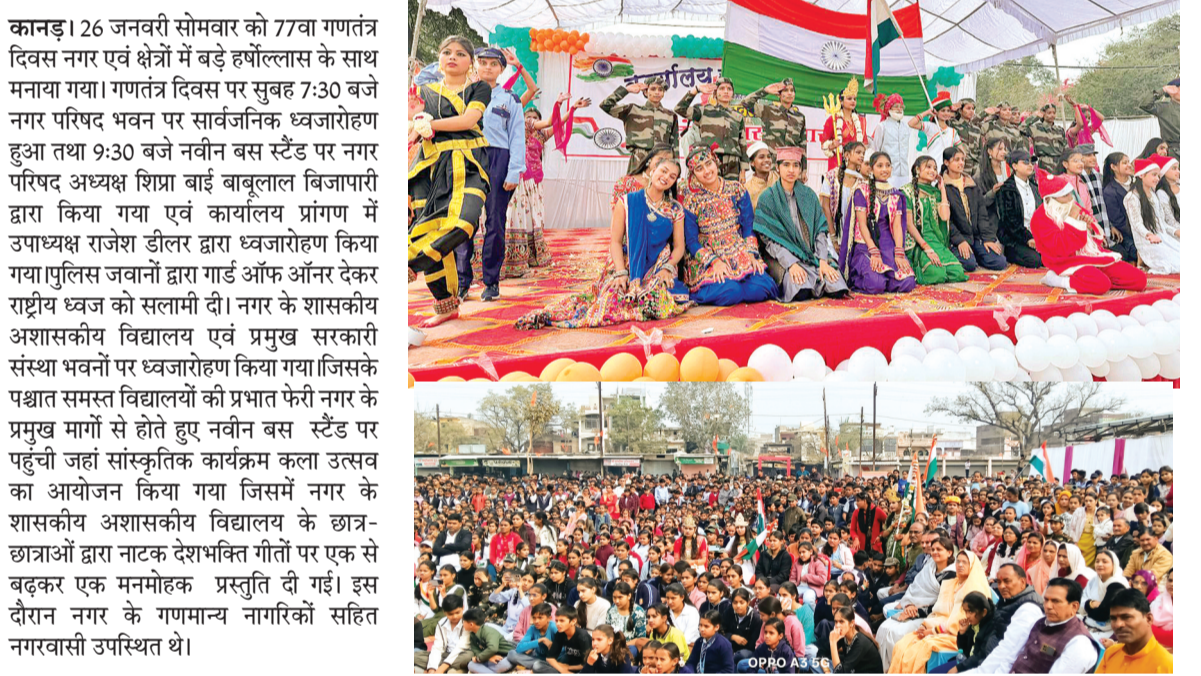 कानड़। 26 जनवरी सोमवार को 77वा गणतंत्र
दिवस नगर एवं क्षेत्रों में बड़े हर्षोल्लास के साथ
मनाया गया। गणतंत्र दिवस पर सुबह 7:30 बजे
नगर परिषद भवन पर सार्वजनिक ध्वजारोहण
हुआ तथा 9:30 बजे नवीन बस स्टैंड पर नगर
परिषद अध्यक्ष शिप्रा बाई बाबूलाल बिजापारी
द्वारा किया गया एवं कार्यालय प्रांगण में
उपाध्यक्ष राजेश डीलर द्वारा ध्वजारोहण किया
गया।पुलिस जवानों द्वारा गार्ड ऑफ ऑनर देकर
राष्ट्रीय ध्वज को सलामी दी। नगर के शासकीय
अशासकीय विद्यालय एवं प्रमुख सरकारी
संस्था भवनों पर ध्वजारोहण किया गया।जिसके
पश्चात समस्त विद्यालयों की प्रभात फेरी नगर के
प्रमुख मार्गो से होते हुए नवीन बस स्टैंड पर
पहुंची जहां सांस्कृतिक कार्यक्रम कला उत्सव
का आयोजन किया गया जिसमें नगर के
शासकीय अशासकीय विद्यालय के छात्र-
छात्राओं द्वारा नाटक देशभक्ति गीतों पर एक से
बढ़कर एक मनमोहक प्रस्तुति दी गई। इस
दौरान नगर के गणमान्य नागरिकों सहित
नगरवासी उपस्थित थे।
OPPO A3 5G